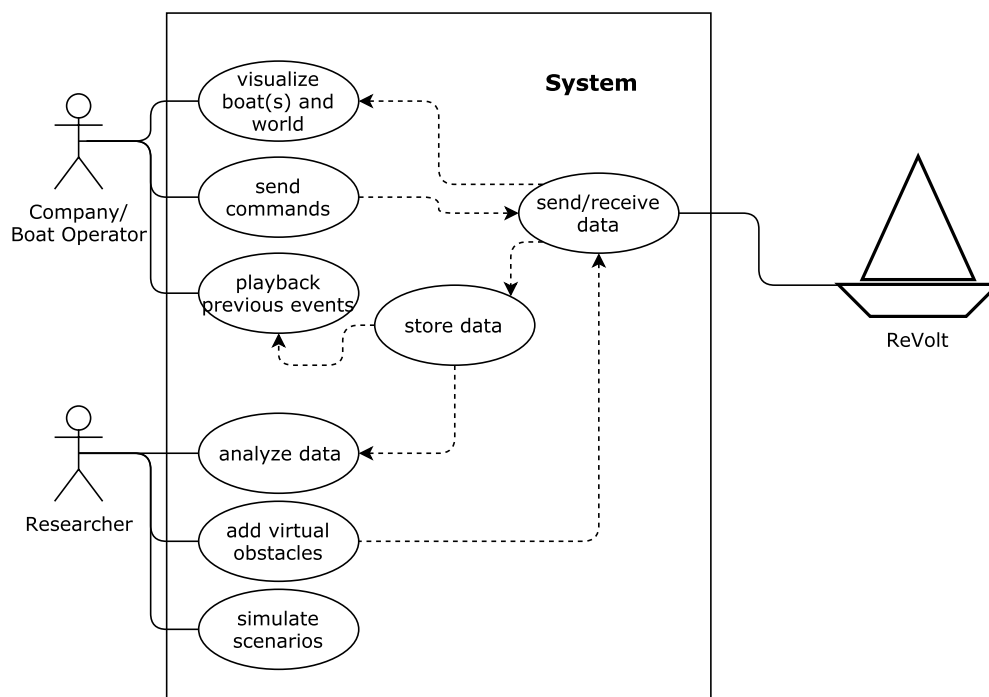 System
visualize
boat(s) and
world
Company/
Boat Operator
send
commands
send/receive
data
playback
previous events
store data
ReVolt
analyze data
Researcher
add virtual
obstacles
simulate
scenarios